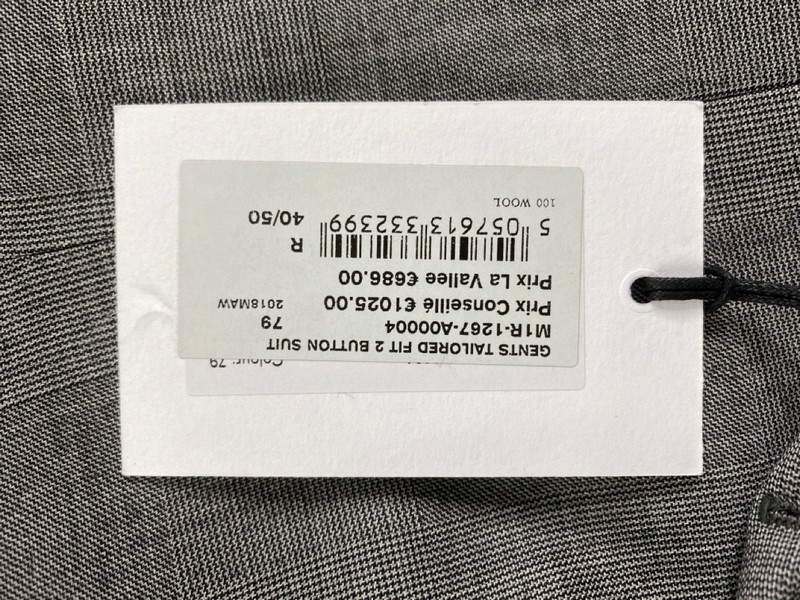 GENTS TAILORED FIT 2 BUTTON SUIT
M1R-1267-A00004 79
Prix Conseillé €1025.00 2018MAW
Prix La Vallee €686.00
R
5 057613 332399 40/50
100 WOOL
Colour: 79